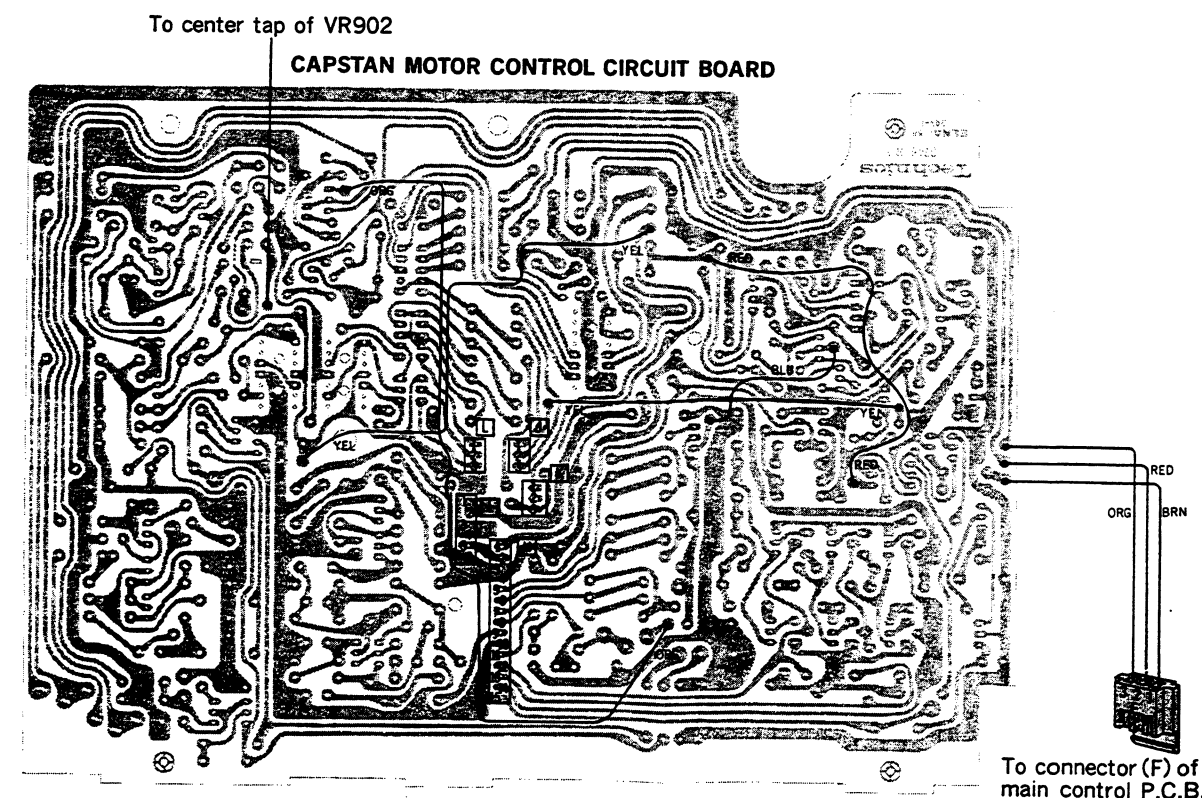 To center tap of VR902
CAPSTAN MOTOR CONTROL CIRCUIT BOARD
Technics
ORG
YEL
RED
BLU
YEL
YEL
L
RED
RED
ORG
BRN
To connector (F) of
main control P.C.B.